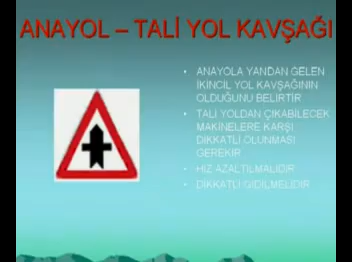 ANAYOL – TALİ YOL KAVŞAĞI
• ANAYOLA YANDAN GELEN
İKİNCİL YOL KAVŞAĞININ
OLDUĞUNU BELİRTİR
• TALİ YOLDAN ÇIKABİLECEK
MAKİNELERE KARŞI
DİKKATLİ OLUNMASI
GEREKİR
• HIZ AZALTILMALIDIR
• DİKKATLİ GİDİLMELİDİR